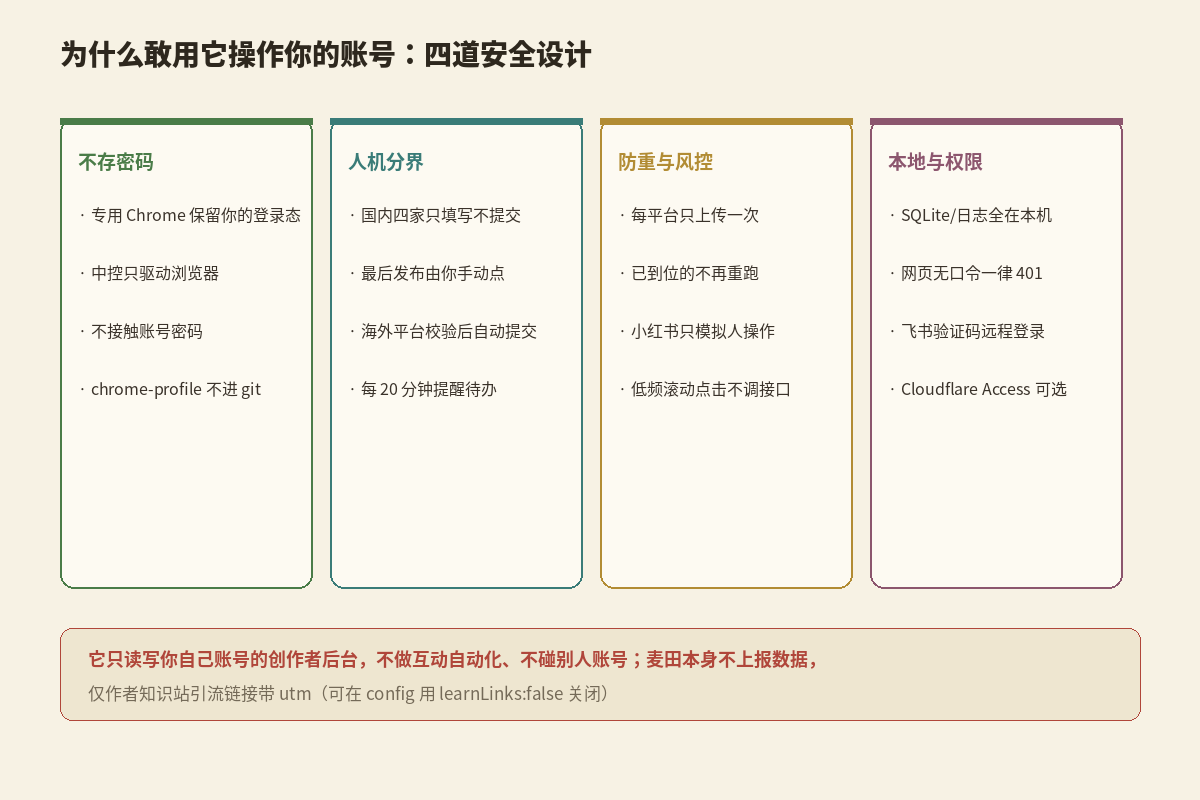 为什么敢用它操作你的账号：四道安全设计
不存密码
· 专用 Chrome 保留你的登录态
· 中控只驱动浏览器
· 不接触账号密码
· chrome-profile 不进 git
人机分界
· 国内四家只填写不提交
· 最后发布由你手动点
· 海外平台校验后自动提交
· 每 20 分钟提醒待办
防重与风控
· 每平台只上传一次
· 已到位的不再重跑
· 小红书只模拟人操作
· 低频滚动点击不调接口
本地与权限
· SQLite/日志全在本机
· 网页无口令一律 401
· 飞书验证码远程登录
· Cloudflare Access 可选
它只读写你自己账号的创作者后台，不做互动自动化、不碰别人账号；麦田本身不上报数据，
仅作者知识站引流链接带 utm（可在 config 用 learnLinks:false 关闭）